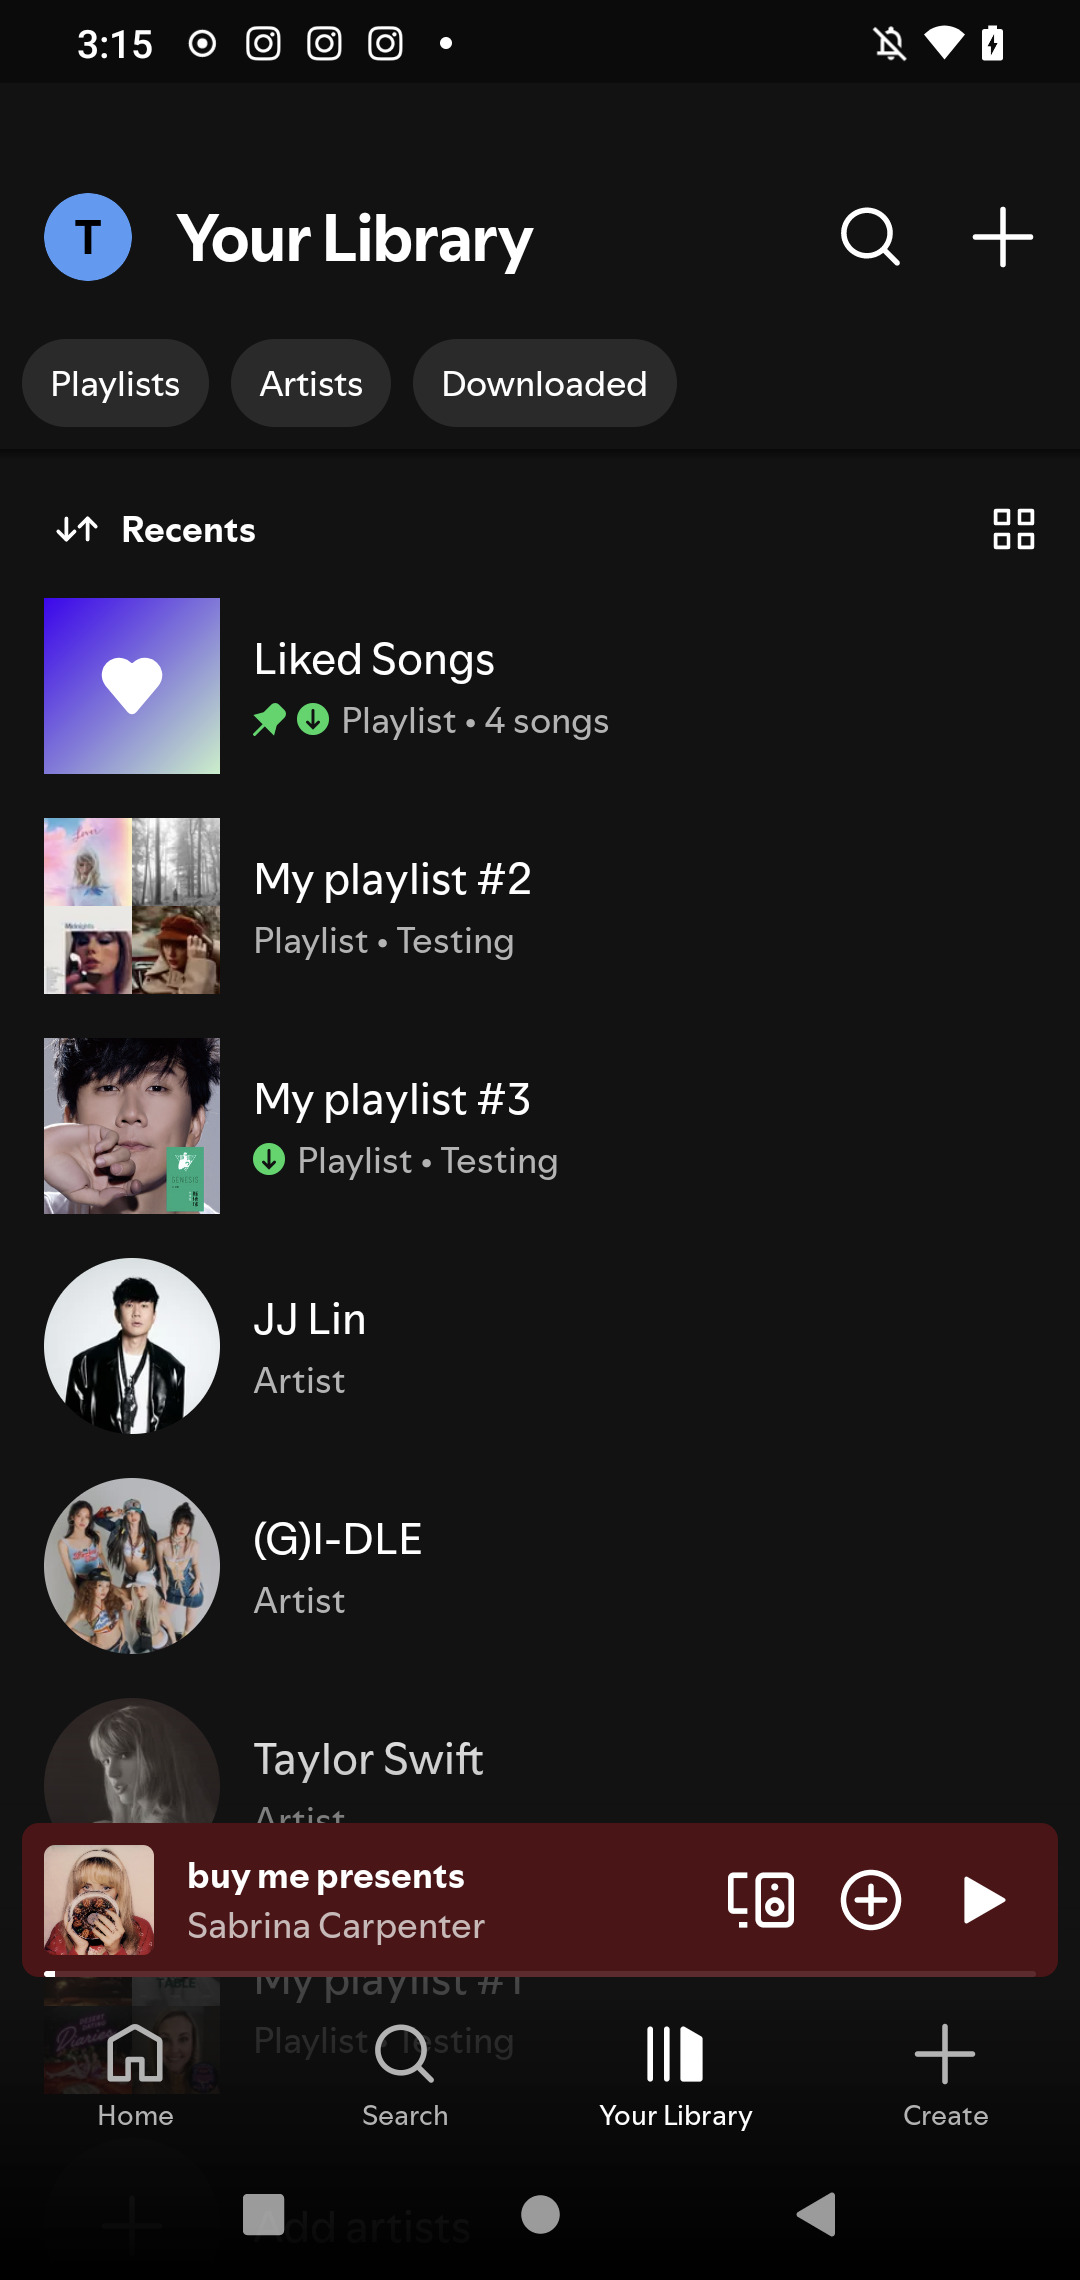 3:15
T
Your Library
Playlists
Artists
Downloaded
Recents
Liked Songs
Playlist • 4 songs
My playlist #2
Playlist • Testing
My playlist #3
Playlist • Testing
GENESIS
JJ Lin
Artist
(G)I-DLE
Artist
Taylor Swift
Artist
buy me presents
Sabrina Carpenter
My playlist #1
Playlist • Testing
Home
Search
Your Library
Create
Add artists